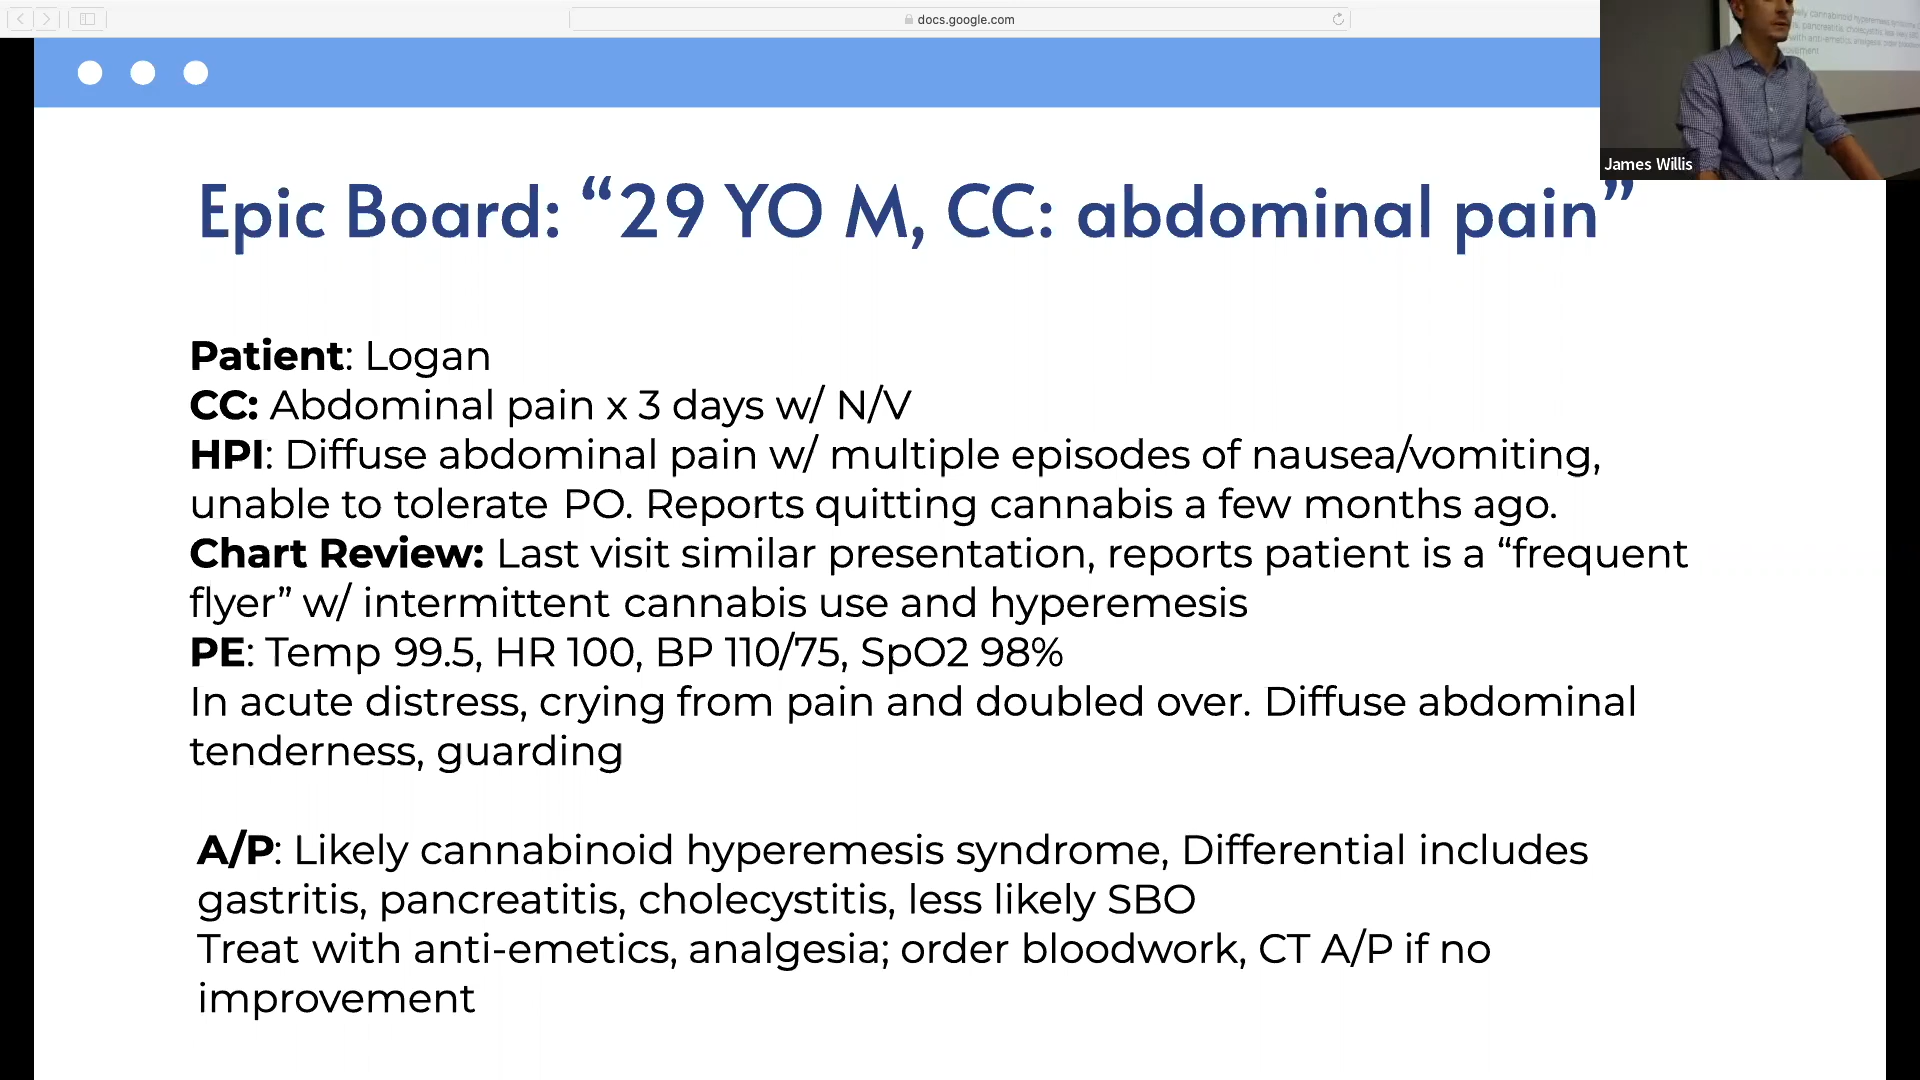 docs.google.com
James Willis
Epic Board: “29 YO M, CC: abdominal pain”
Patient: Logan
CC: Abdominal pain x 3 days w/ N/V
HPI: Diffuse abdominal pain w/ multiple episodes of nausea/vomiting,
unable to tolerate PO. Reports quitting cannabis a few months ago.
Chart Review: Last visit similar presentation, reports patient is a “frequent
flyer” w/ intermittent cannabis use and hyperemesis
PE: Temp 99.5, HR 100, BP 110/75, SpO2 98%
In acute distress, crying from pain and doubled over. Diffuse abdominal
tenderness, guarding
A/P: Likely cannabinoid hyperemesis syndrome, Differential includes
gastritis, pancreatitis, cholecystitis, less likely SBO
Treat with anti-emetics, analgesia; order bloodwork, CT A/P if no
improvement